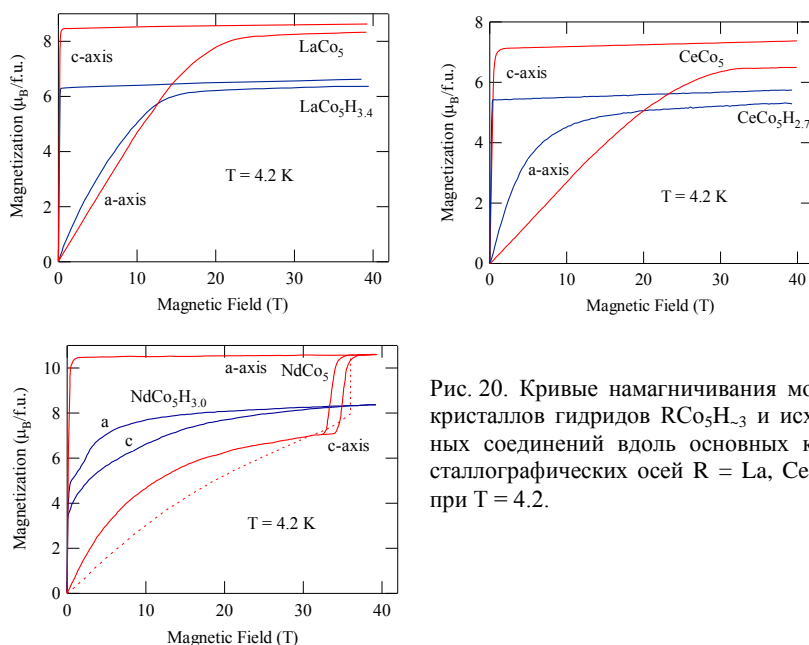 8
6
4
2
0
Magnetization (μB/f.u.)
c-axis
LaCo5
LaCo5H3.4
a-axis
T = 4.2 K
0 10 20 30 40
Magnetic Field (T)
8
6
4
2
0
Magnetization (μB/f.u.)
c-axis
CeCo5
CeCo5H2.7
a-axis
T = 4.2 K
0 10 20 30 40
Magnetic Field (T)
10
8
6
4
2
0
Magnetization (μB/f.u.)
a-axis
NdCo5
NdCo5H3.0
a
c
c-axis
T = 4.2 K
0 10 20 30 40
Magnetic Field (T)
Рис. 20. Кривые намагничивания мо
кристаллов гидридов RCo5H~3 и исх
ных соединений вдоль основных к
сталлографических осей R = La, Ce
при T = 4.2.